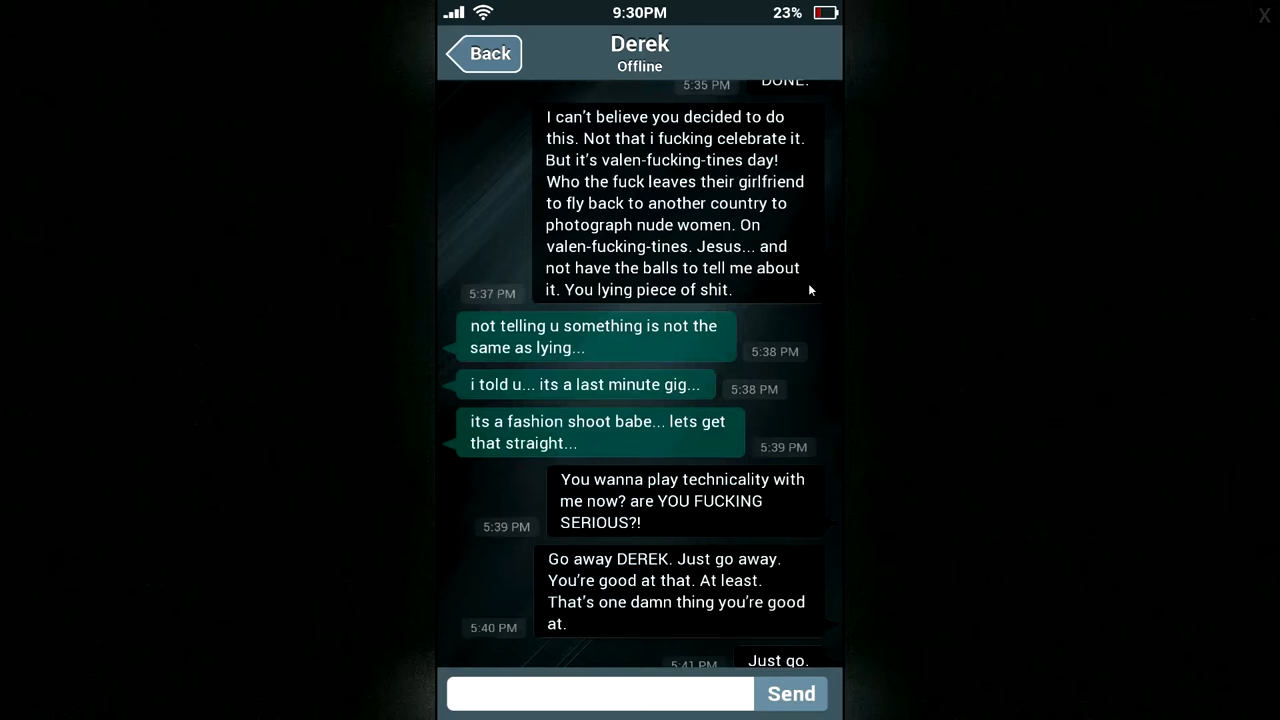 9:30PM
23%
X
Back
Derek
Offline
5:35 PM
DONE.
I can't believe you decided to do
this. Not that i fucking celebrate it.
But it's valen-fucking-tines day!
Who the fuck leaves their girlfriend
to fly back to another country to
photograph nude women. On
valen-fucking-tines. Jesus... and
not have the balls to tell me about
it. You lying piece of shit.
5:37 PM
not telling u something is not the
same as lying...
5:38 PM
i told u... its a last minute gig...
5:38 PM
its a fashion shoot babe... lets get
that straight...
5:39 PM
You wanna play technicality with
me now? are YOU FUCKING
SERIOUS?!
5:39 PM
Go away DEREK. Just go away.
You're good at that. At least.
That's one damn thing you're good
at.
5:40 PM
Just go.
5:41 PM
Send